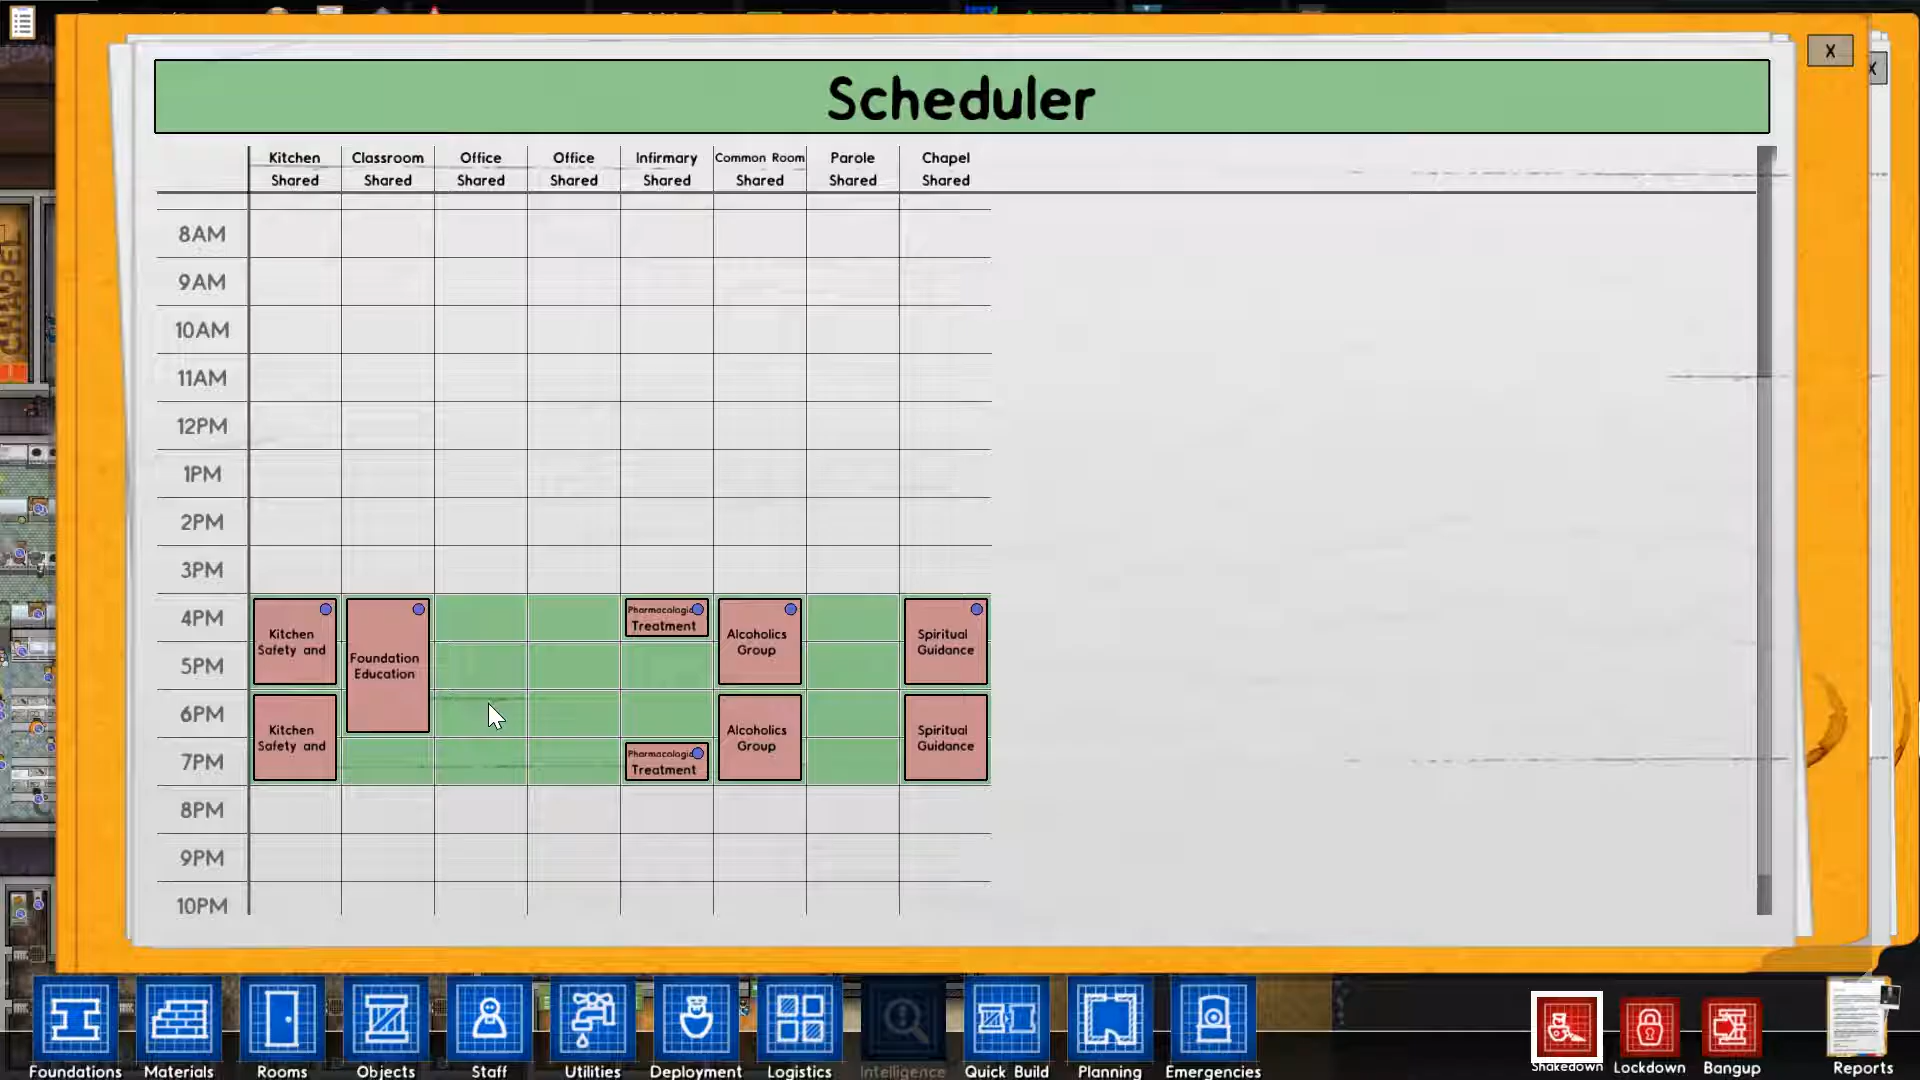 X
X
Scheduler
Kitchen Classroom Office Office Infirmary Common Room Parole Chapel
Shared Shared Shared Shared Shared Shared Shared Shared
CHAPEL
8AM
9AM
10AM
11AM
12PM
1PM
2PM
3PM
4PM
5PM
6PM
7PM
8PM
9PM
10PM
Kitchen
Safety and
Kitchen
Safety and
Foundation
Education
Pharmacologic
Treatment
Pharmacologic
Treatment
Alcoholics
Group
Alcoholics
Group
Spiritual
Guidance
Spiritual
Guidance
Foundations Materials Rooms Objects Staff Utilities Deployment Logistics Intelligence Quick Build Planning Emergencies Shakedown Lockdown Bangup Reports